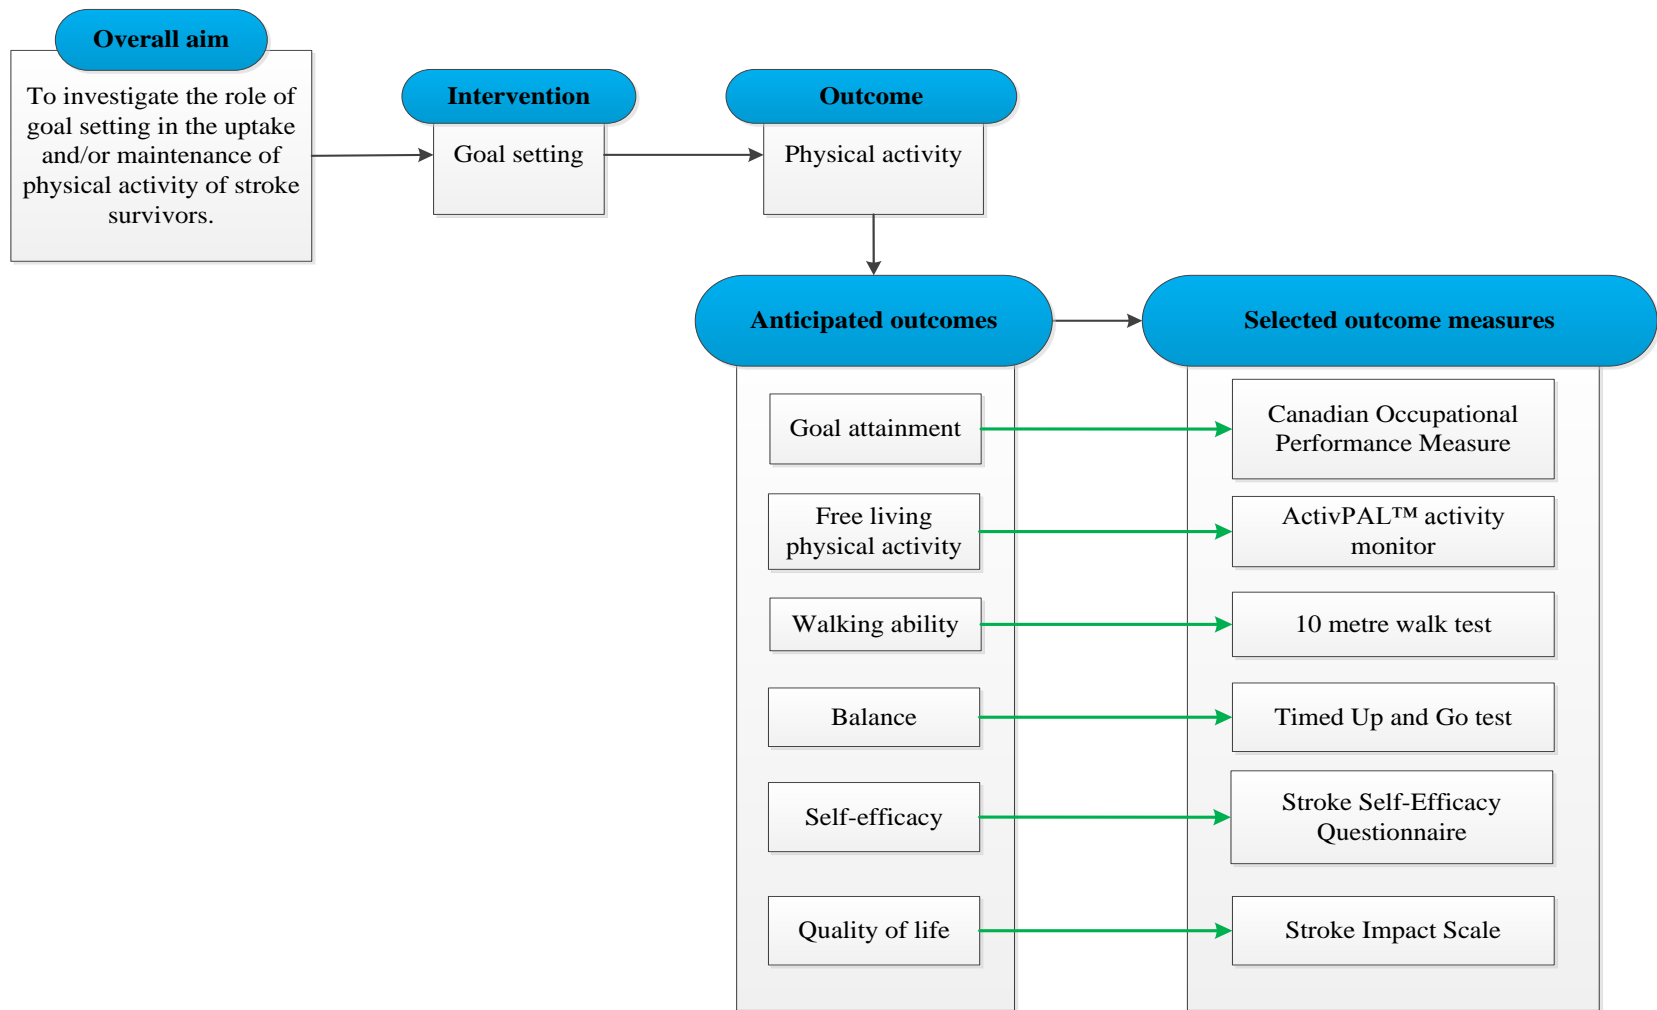 Overall aim
To investigate the role of
goal setting in the uptake
and/or maintenance of
physical activity of stroke
survivors.
Intervention
Goal setting
Outcome
Physical activity
Anticipated outcomes
Selected outcome measures
Goal attainment
Canadian Occupational
Performance Measure
Free living
physical activity
ActivPAL™ activity
monitor
Walking ability
10 metre walk test
Balance
Timed Up and Go test
Self-efficacy
Stroke Self-Efficacy
Questionnaire
Quality of life
Stroke Impact Scale